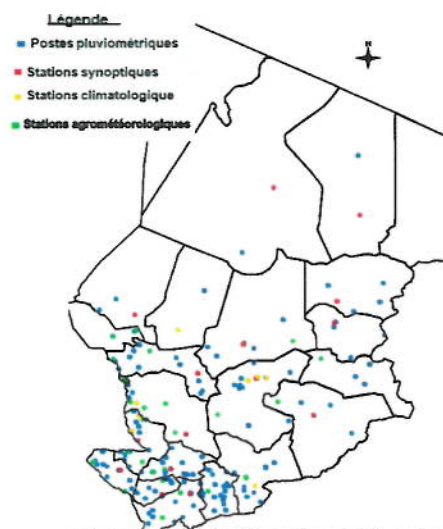 Légende
Postes pluviométriques
Stations synoptiques
Stations climatologique
Stations agrométéorologiques
N